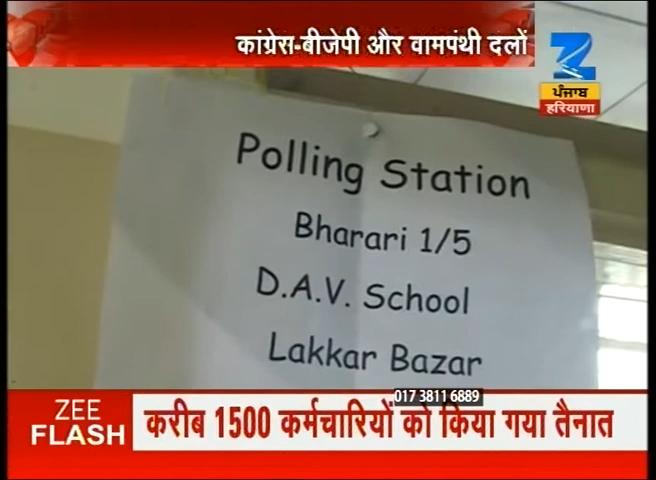 कांग्रेस-बीजेपी और वामपंथी दलों
ਪੰਜਾਬ
हरियाणा
Polling Station
Bharari 1/5
D.A.V. School
Lakkar Bazar
017 3811 6889
ZEE
FLASH
करीब 1500 कर्मचारियों को किया गया तैनात